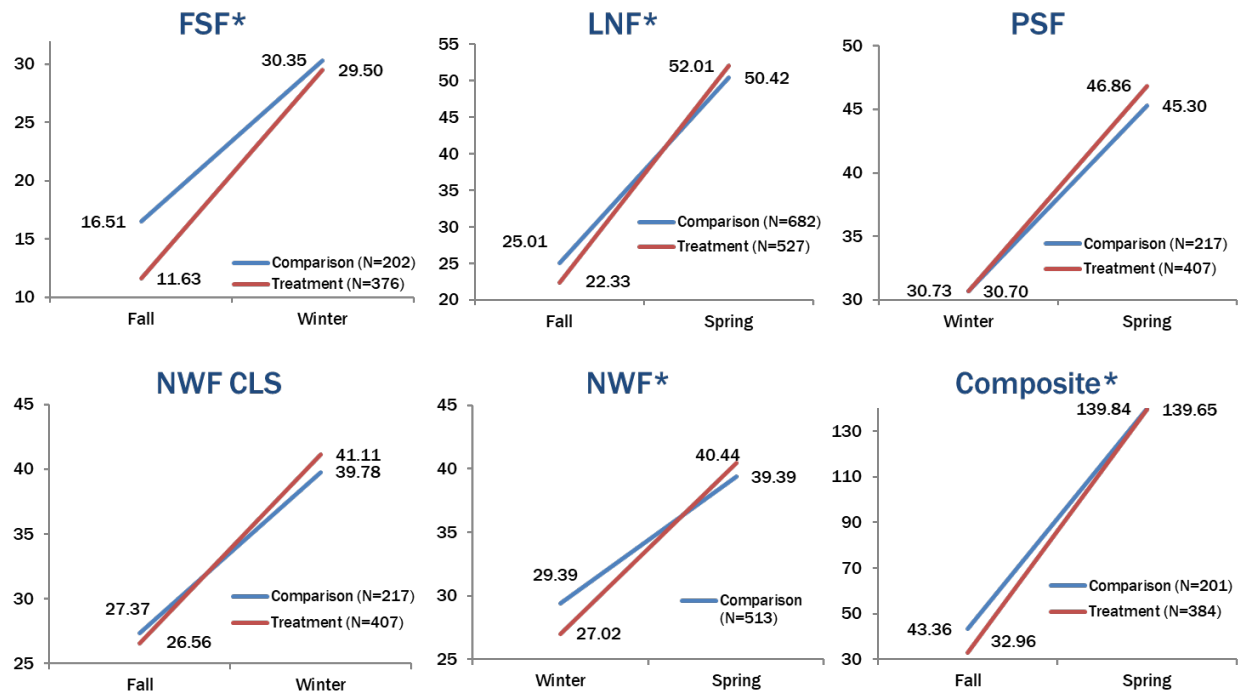 FSF*
30
25
20
15
10
30.35
29.50
16.51
11.63
Comparison (N=202)
Treatment (N=376)
Fall
Winter
LNF*
55
50
45
40
35
30
25
20
52.01
50.42
25.01
22.33
Comparison (N=682)
Treatment (N=527)
Fall
Spring
PSF
50
45
40
35
30
46.86
45.30
30.73
30.70
Comparison (N=217)
Treatment (N=407)
Winter
Spring
NWF CLS
45
40
35
30
25
41.11
39.78
27.37
26.56
Comparison (N=217)
Treatment (N=407)
Fall
Winter
NWF*
45
40
35
30
25
40.44
39.39
29.39
27.02
Comparison
(N=513)
Winter
Spring
Composite*
130
110
90
70
50
30
139.84
139.65
43.36
32.96
Comparison (N=201)
Treatment (N=384)
Fall
Spring